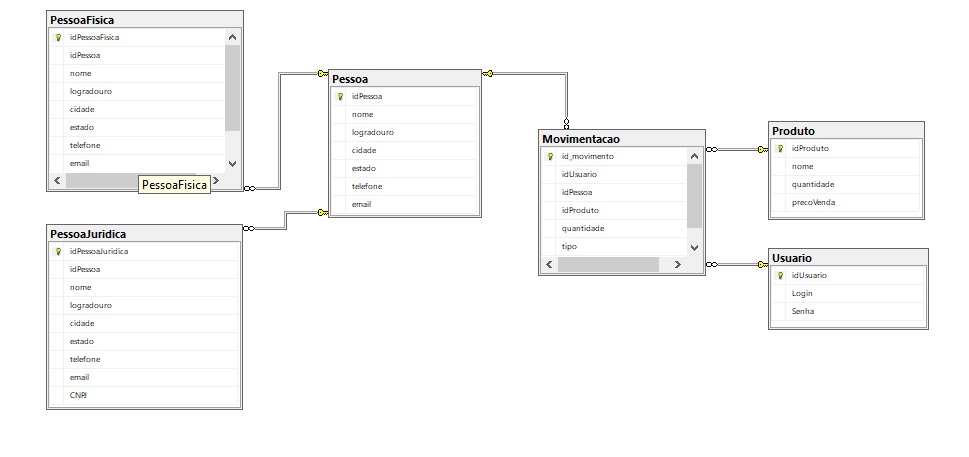 PessoaFisica
idPessoaFisica
idPessoa
nome
logradouro
cidade
estado
telefone
email
PessoaFisica
PessoaJuridica
idPessoaJuridica
idPessoa
nome
logradouro
cidade
estado
telefone
email
CNPJ
Pessoa
idPessoa
nome
logradouro
cidade
estado
telefone
email
Movimentacao
id_movimento
idUsuario
idPessoa
idProduto
quantidade
tipo
Produto
idProduto
nome
quantidade
precoVenda
Usuario
idUsuario
Login
Senha